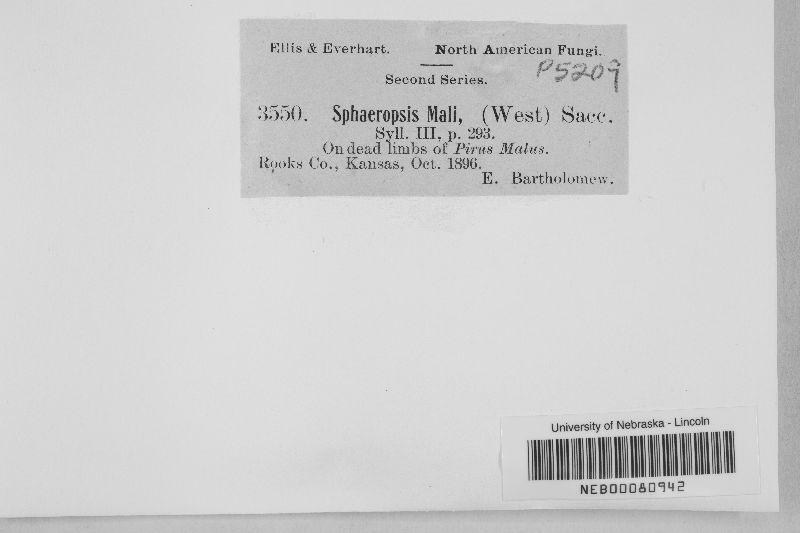 Ellis & Everhart. North American Fungi.
P5209
Second Series.
3550. Sphaeropsis Mali, (West) Sacc.
Syll. III, p. 293.
On dead limbs of Pirus Malus.
Rooks Co., Kansas, Oct. 1896.
E. Bartholomew.
University of Nebraska - Lincoln
NEB00080942